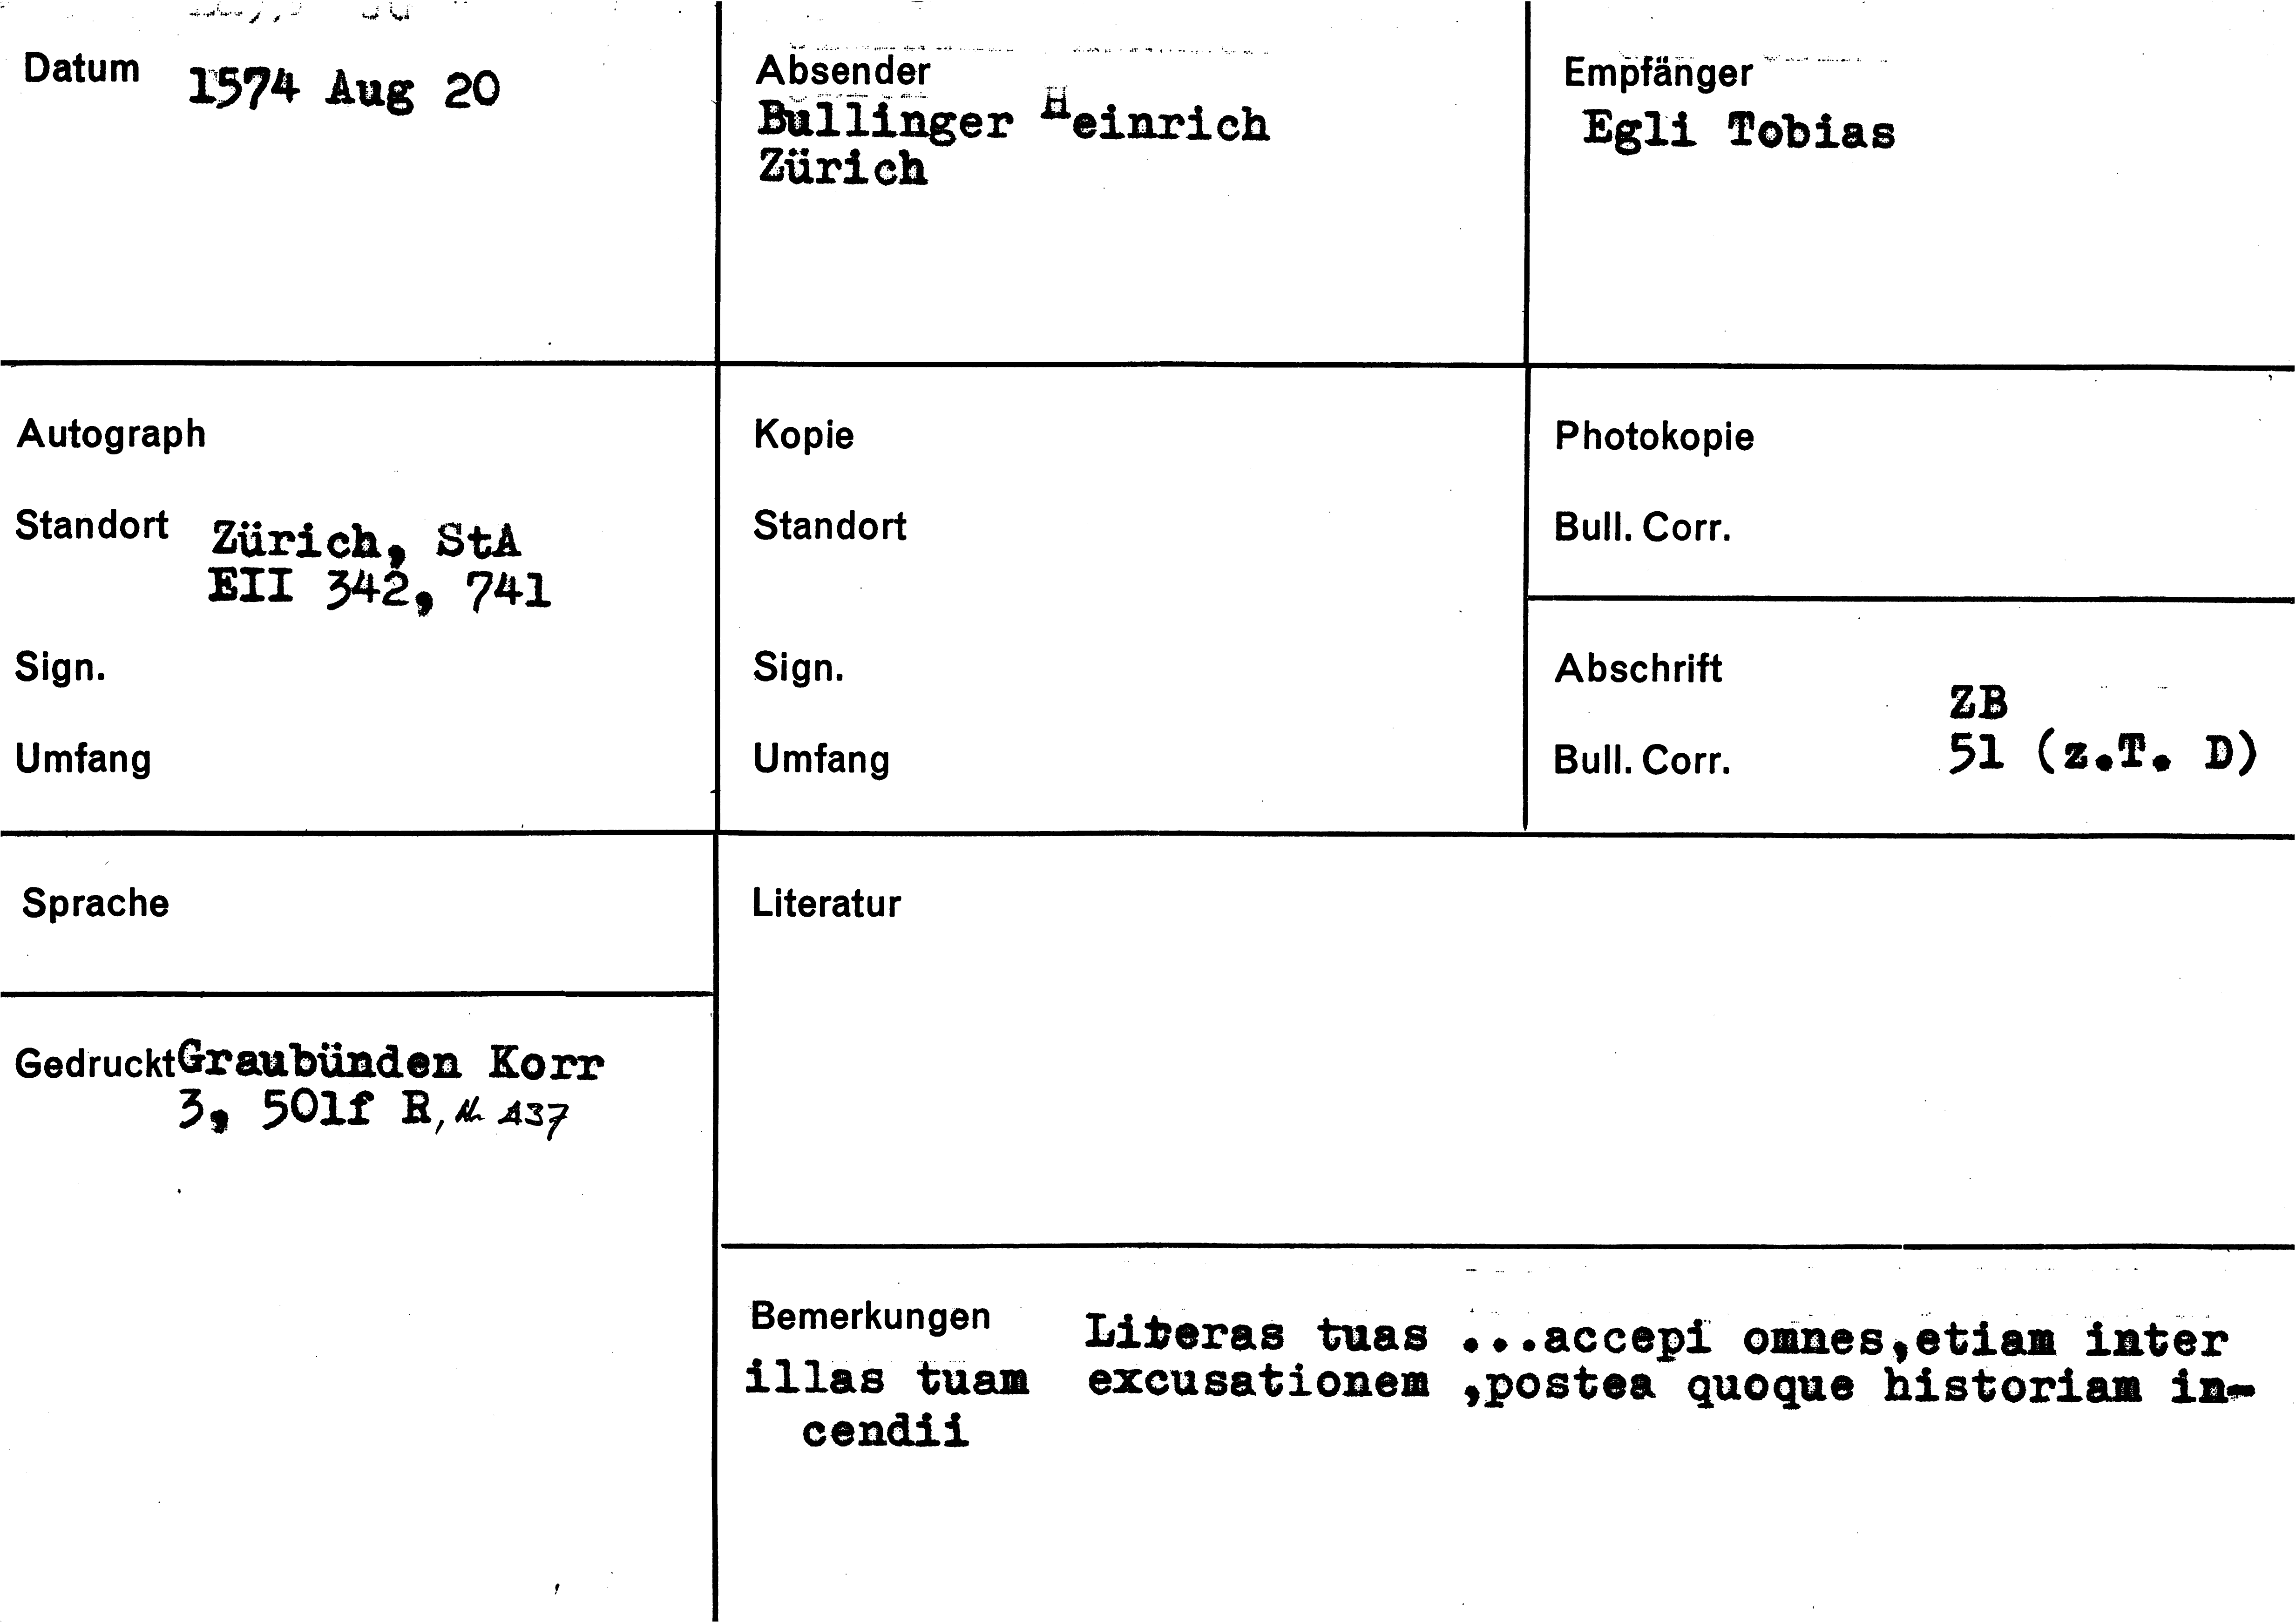 Datum 1574 Aug 20
Absender
Bullinger Heinrich
Zürich
Empfänger
Egli Tobias
Autograph
Standort Zürich, StA
EII 342, 741
Sign.
Umfang
Kopie
Standort
Sign.
Umfang
Photokopie
Bull. Corr.
Abschrift
ZB
Bull. Corr. 51 (z.T. D)
Sprache
Gedruckt Graubünden Korr
3, 501f R, Nr 437
Literatur
Bemerkungen Literas tuas ...accepi omnes,etiam inter
illas tuam excusationem ,postea quoque historiam in-
cendii